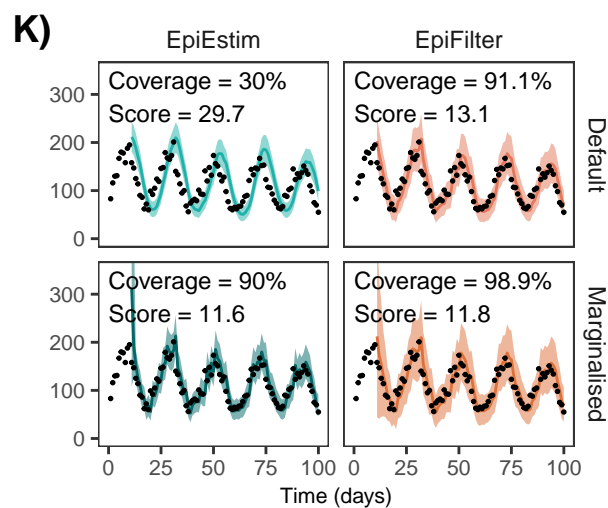 K)
EpiEstim
EpiFilter
Coverage = 30%
Score = 29.7
Coverage = 91.1%
Score = 13.1
Default
300
200
100
0
Coverage = 90%
Score = 11.6
Coverage = 98.9%
Score = 11.8
Marginalised
300
200
100
0
0 25 50 75 100
0 25 50 75 100
Time (days)